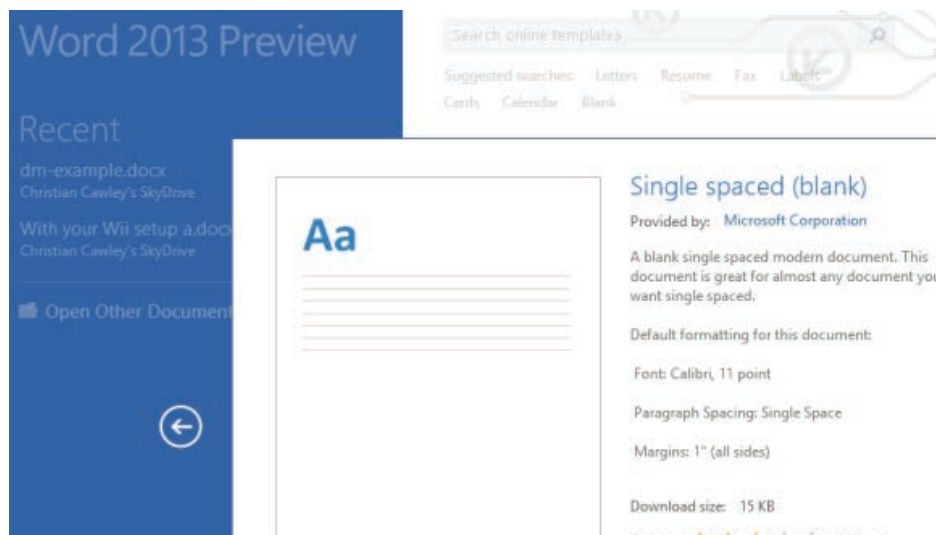 Word 2013 Preview
Search online templates
Suggested searches: Letters Resume Fax Labels
Cards Calendar Blank
Recent
dm-example.docx
Christian Cawley's SkyDrive
With your Wii setup a.docx
Christian Cawley's SkyDrive
Open Other Document
Aa
Single spaced (blank)
Provided by: Microsoft Corporation
A blank single spaced modern document. This
document is great for almost any document you
want single spaced.
Default formatting for this document:
Font: Calibri, 11 point
Paragraph Spacing: Single Space
Margins: 1" (all sides)
Download size: 15 KB